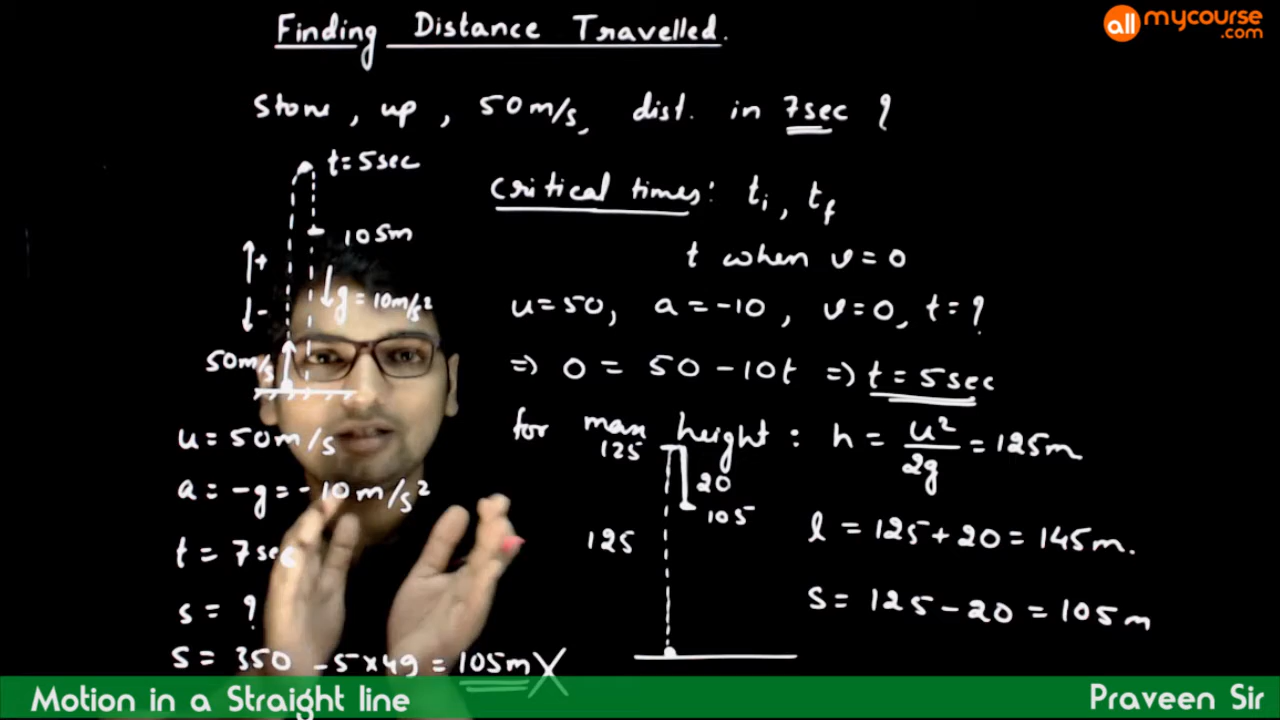 Finding Distance Travelled.
all mycourse .com
Stone, up, 50m/s, dist. in 7sec ?
t=5sec
105m
↑+
↓-
g=10m/s²
50m/s
u=50m/s
a=-g=-10m/s²
t=7sec
s=?
s=350-5×49=105m X
critical times: ti, tf
t when v=0
u=50, a=-10, v=0, t=?
⇒ 0=50-10t ⇒ t=5sec
for max height: h=u²/2g=125m
125
20
105
125
l=125+20=145m.
S=125-20=105m
Motion in a Straight line
Praveen Sir